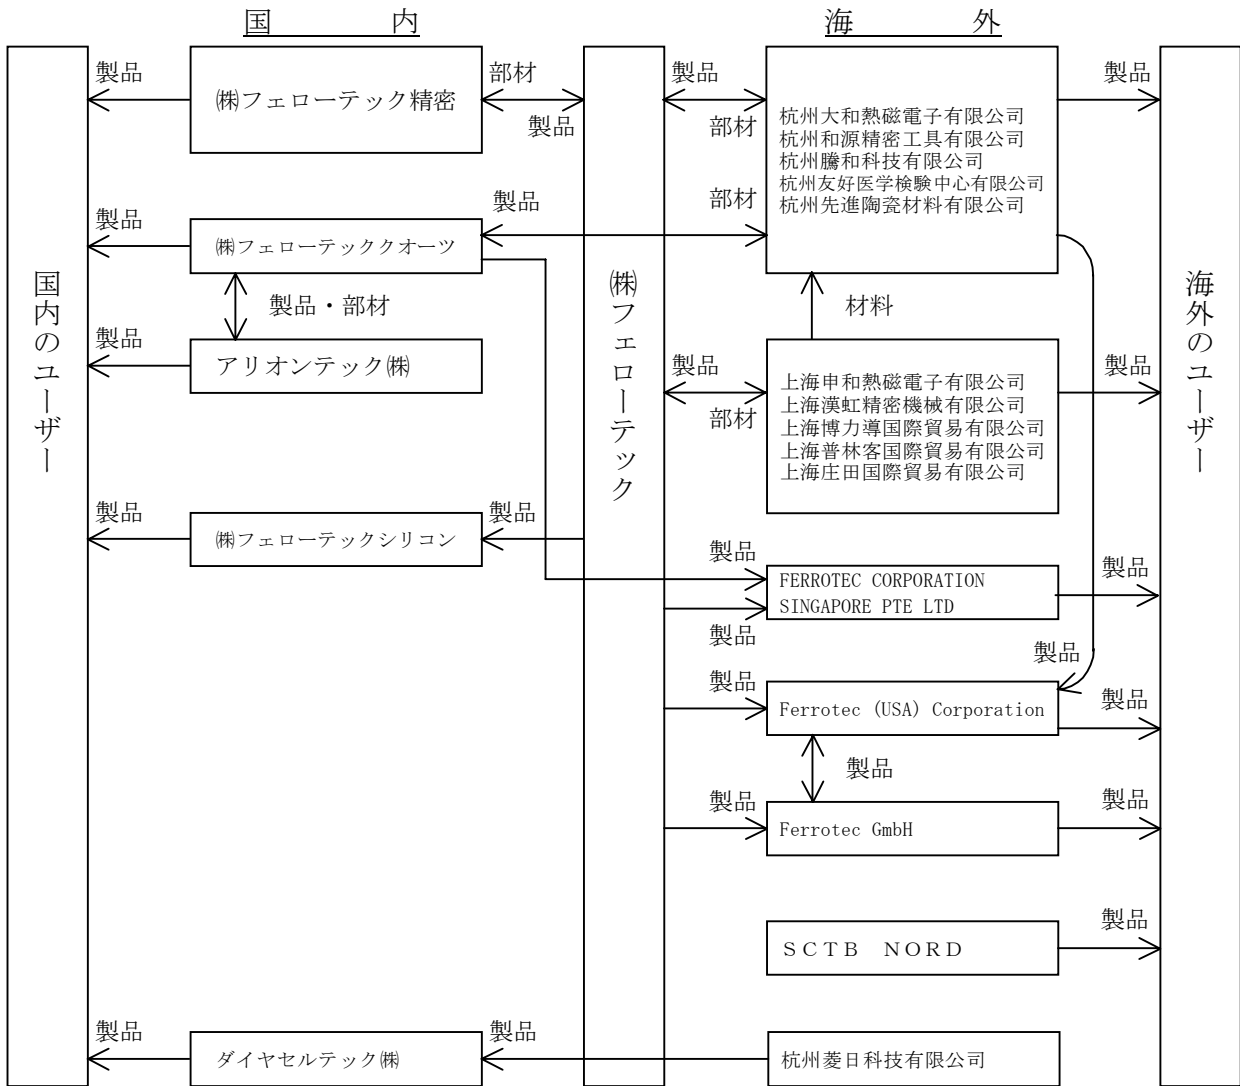 国　　　　内
海　　　　外
製品
部材
製品
製品
㈱フェローテック精密
製品
部材
杭州大和熱磁電子有限公司
杭州和源精密工具有限公司
杭州騰和科技有限公司
杭州友好医学検験中心有限公司
杭州先進陶瓷材料有限公司
製品
製品
部材
㈱フェローテッククオーツ
国内のユーザー
㈱フェローテック
海外のユーザー
製品・部材
材料
製品
アリオンテック㈱
製品
部材
製品
上海申和熱磁電子有限公司
上海漢虹精密機械有限公司
上海博力導国際貿易有限公司
上海普林客国際貿易有限公司
上海庄田国際貿易有限公司
製品
製品
㈱フェローテックシリコン
製品
製品
FERROTEC CORPORATION
SINGAPORE PTE LTD
製品
製品
製品
製品
Ferrotec (USA) Corporation
製品
製品
製品
Ferrotec GmbH
製品
ＳＣＴＢ　ＮＯＲＤ
製品
製品
ダイヤセルテック㈱
杭州菱日科技有限公司